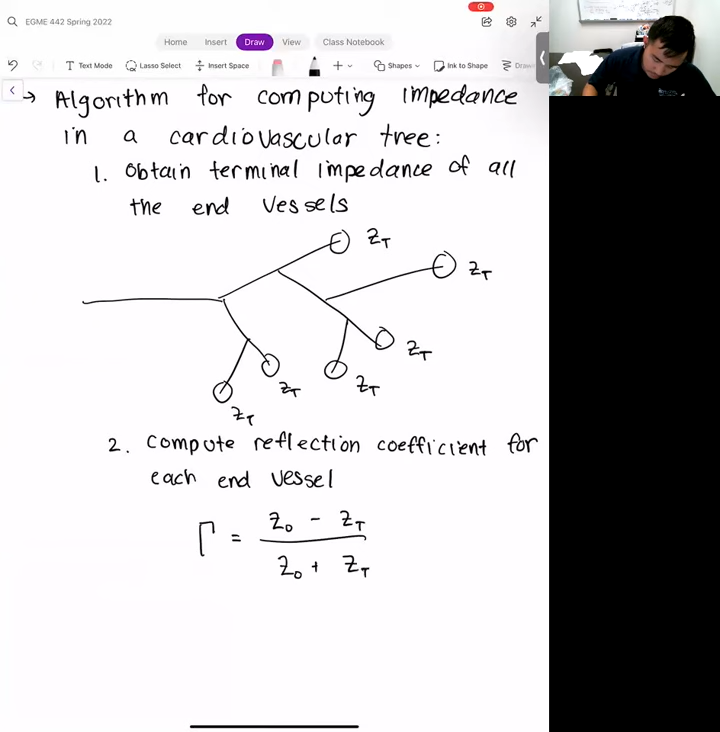 EGME 442 Spring 2022
Home Insert Draw View Class Notebook
T Text Mode Lasso Select Insert Space Shapes Ink to Shape Draw
→ Algorithm for computing impedance
in a cardiovascular tree:
1. Obtain terminal impedance of all
the end vessels
Z_T
Z_T
Z_T
Z_T
Z_T
Z_T
2. Compute reflection coefficient for
each end vessel
Γ = (Z_0 - Z_T) / (Z_0 + Z_T)